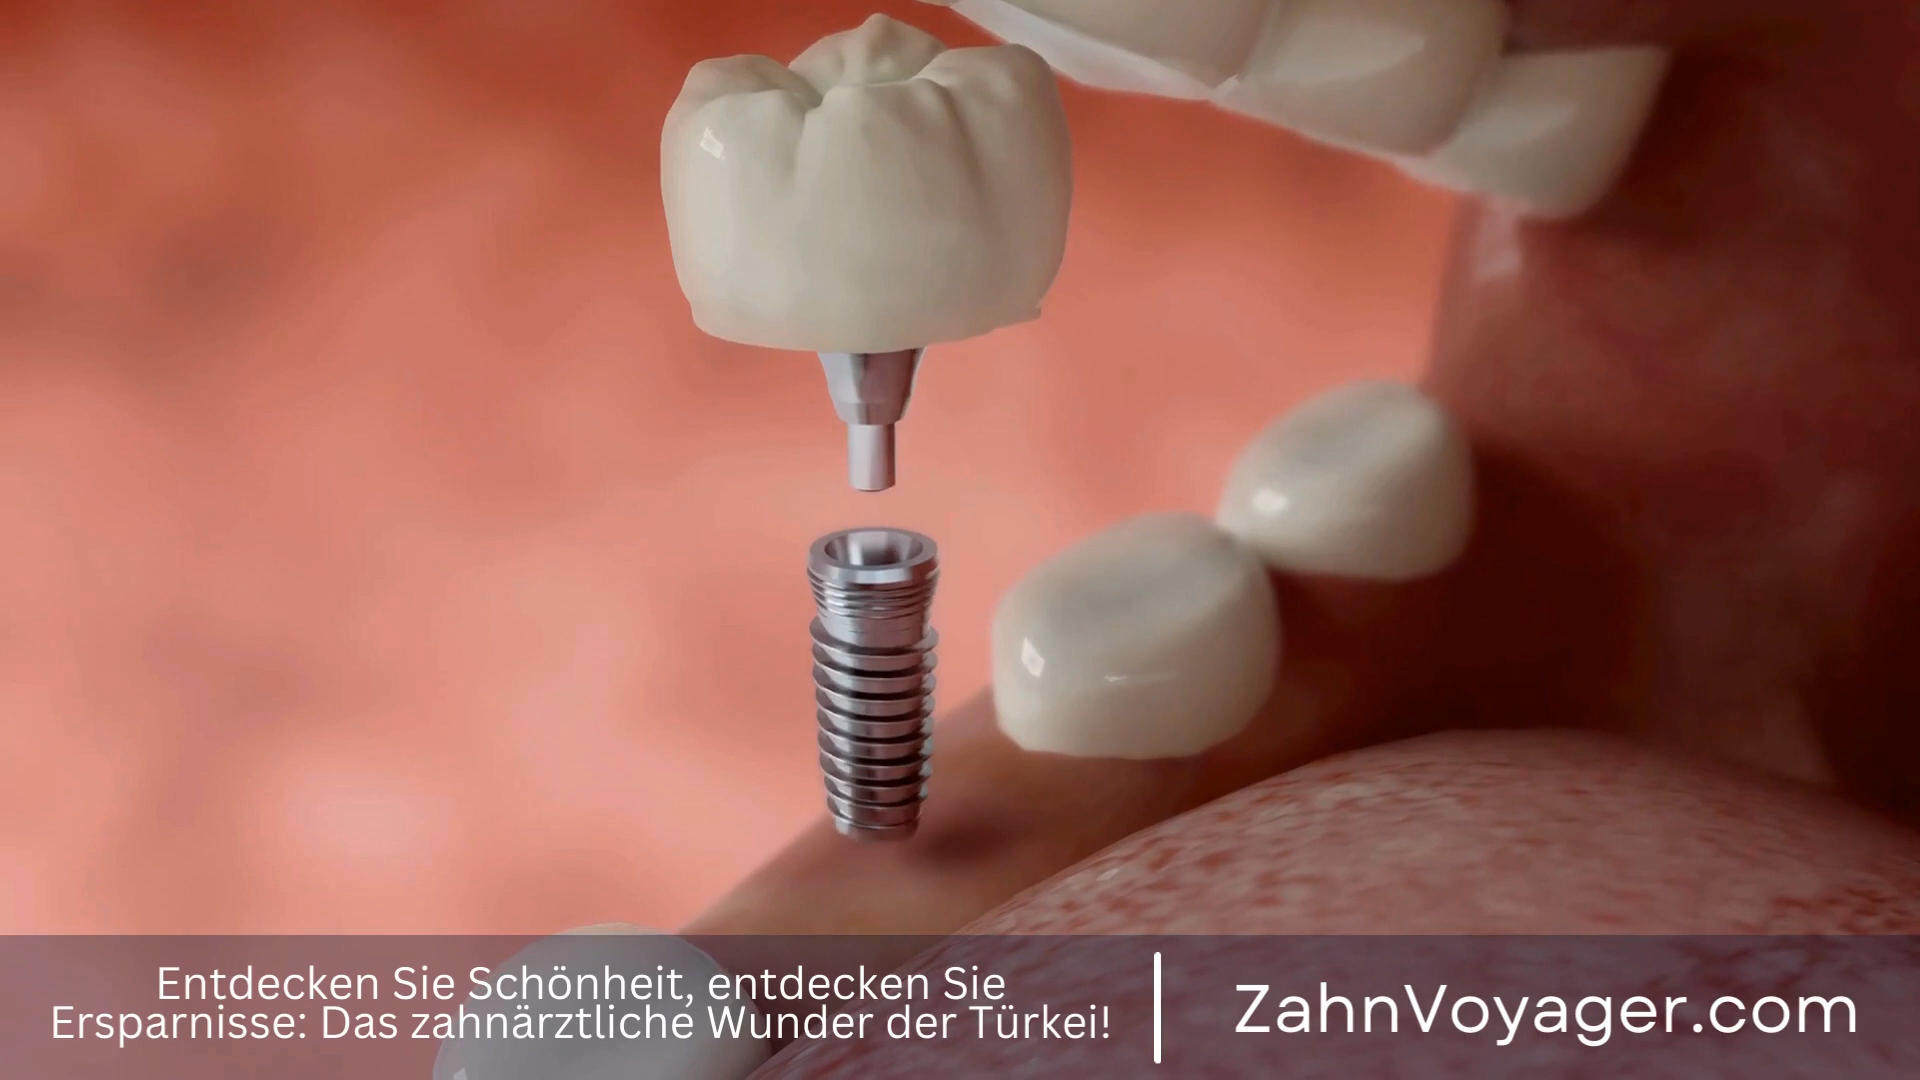 Entdecken Sie Schönheit, entdecken Sie
Ersparnisse: Das zahnärztliche Wunder der Türkei!
ZahnVoyager.com